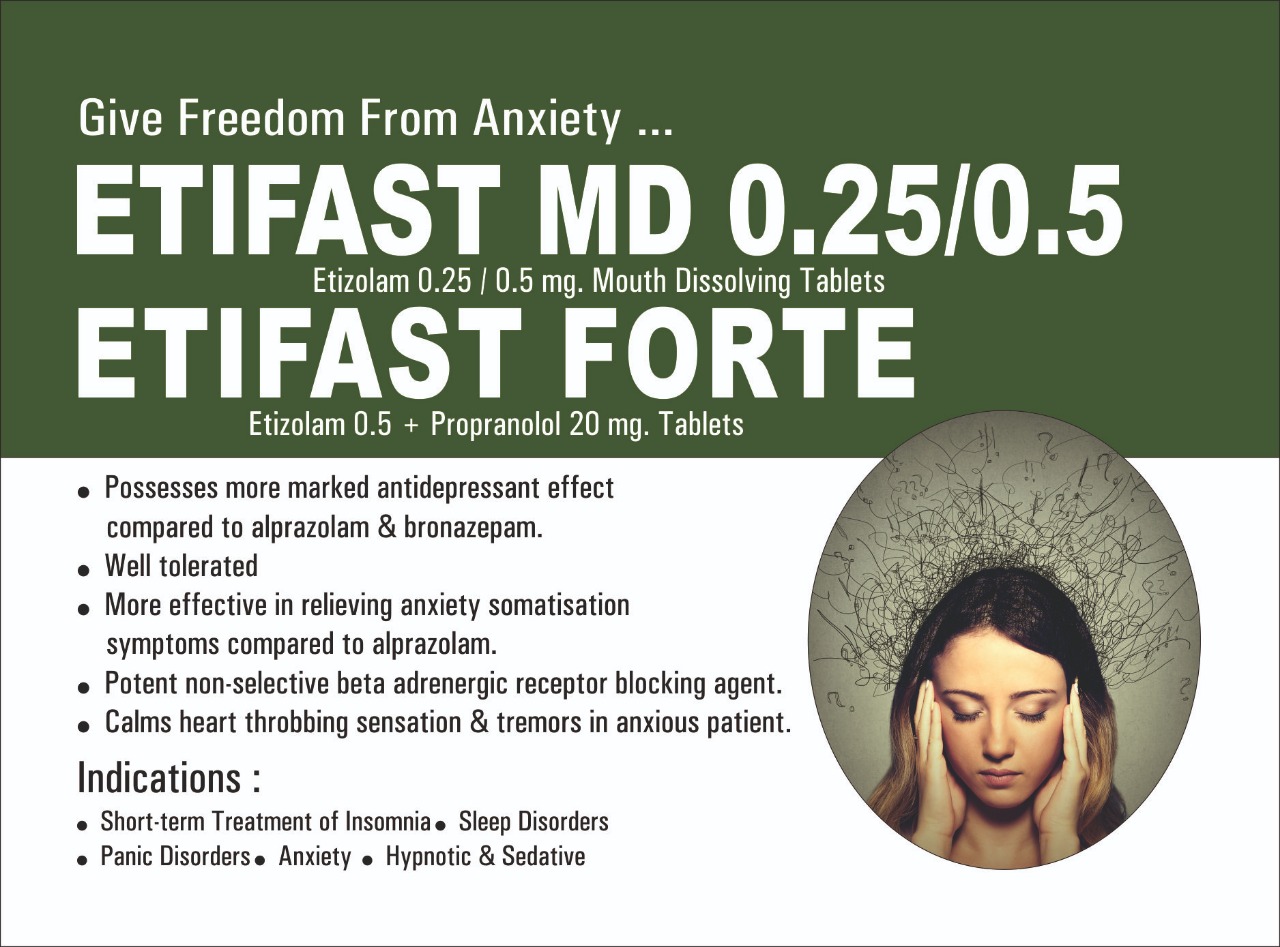 Give Freedom From Anxiety ...
ETIFAST MD 0.25/0.5
Etizolam 0.25 / 0.5 mg. Mouth Dissolving Tablets
ETIFAST FORTE
Etizolam 0.5 + Propranolol 20 mg. Tablets
• Possesses more marked antidepressant effect
compared to alprazolam & bronazepam.
• Well tolerated
• More effective in relieving anxiety somatisation
symptoms compared to alprazolam.
• Potent non-selective beta adrenergic receptor blocking agent.
• Calms heart throbbing sensation & tremors in anxious patient.
Indications :
• Short-term Treatment of Insomnia • Sleep Disorders
• Panic Disorders • Anxiety • Hypnotic & Sedative